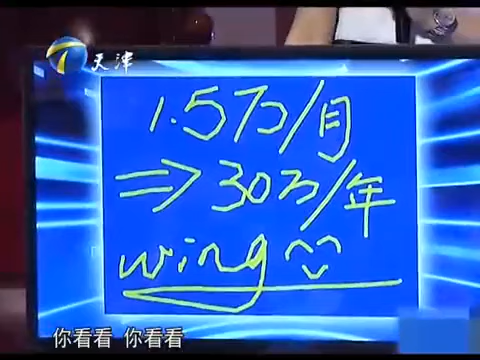 天津
1.5万/月
=>30万/年
wing
你看看 你看看